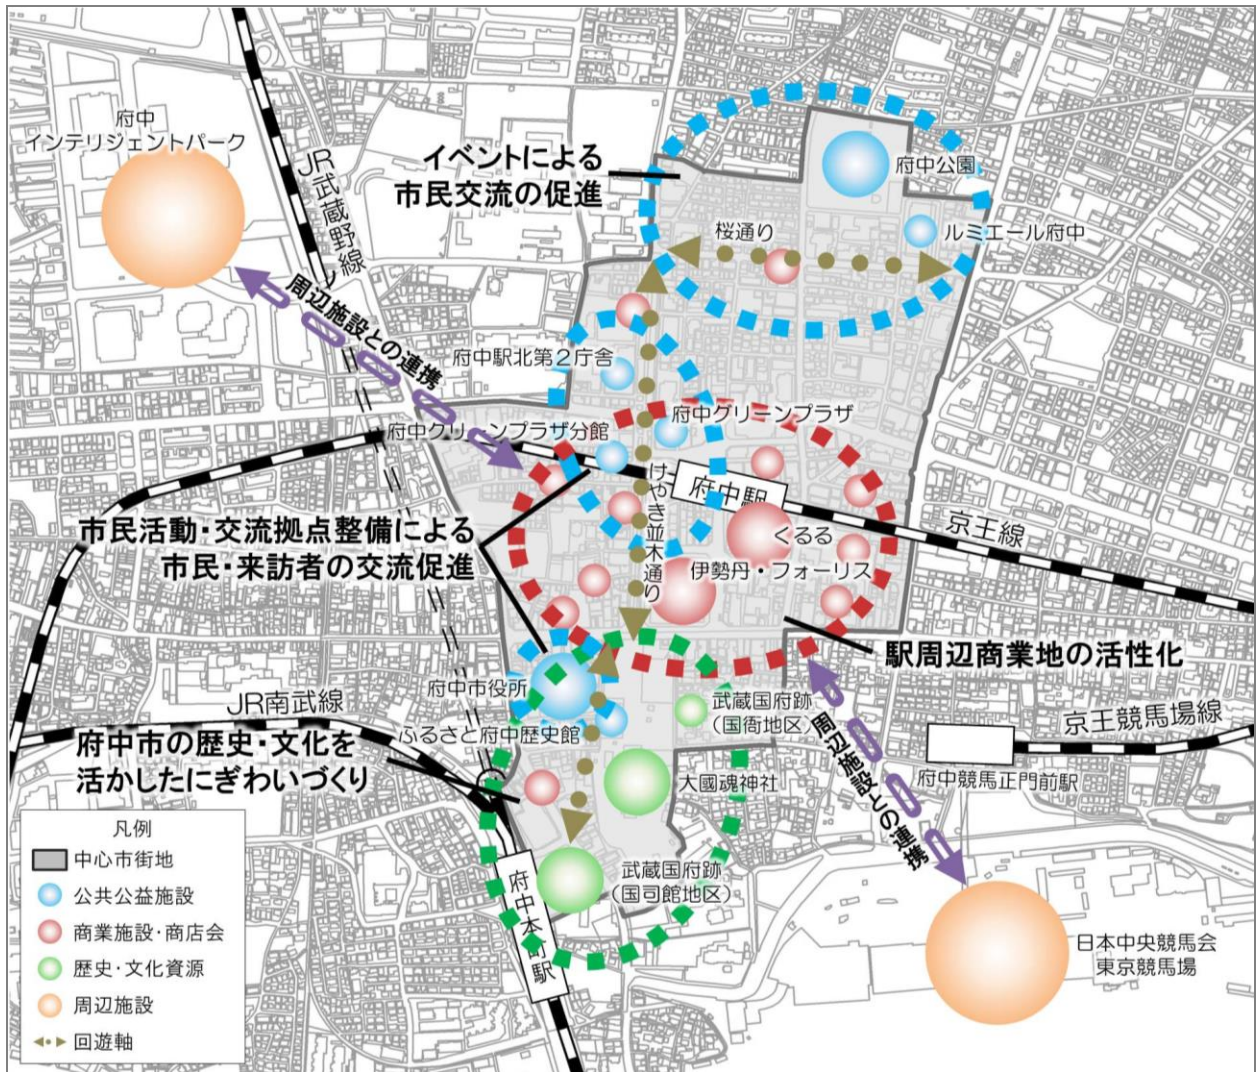 府中
インテリジェントパーク
JR武蔵野線
イベントによる
市民交流の促進
府中公園
ルミエール府中
桜通り
周辺施設との連携
府中駅北第2庁舎
府中グリーンプラザ
府中グリーンプラザ分館
けやき並木通り
府中駅
京王線
くるる
伊勢丹・フォーリス
市民活動・交流拠点整備による
市民・来訪者の交流促進
駅周辺商業地の活性化
府中市役所
武蔵国府跡
(国衙地区)
JR南武線
ふるさと府中歴史館
京王競馬場線
府中競馬正門前駅
周辺施設との連携
府中市の歴史・文化を
活かしたにぎわいづくり
大國魂神社
武蔵国府跡
(国司館地区)
府中本町駅
日本中央競馬会
東京競馬場
凡例
中心市街地
公共公益施設
商業施設・商店会
歴史・文化資源
周辺施設
回遊軸